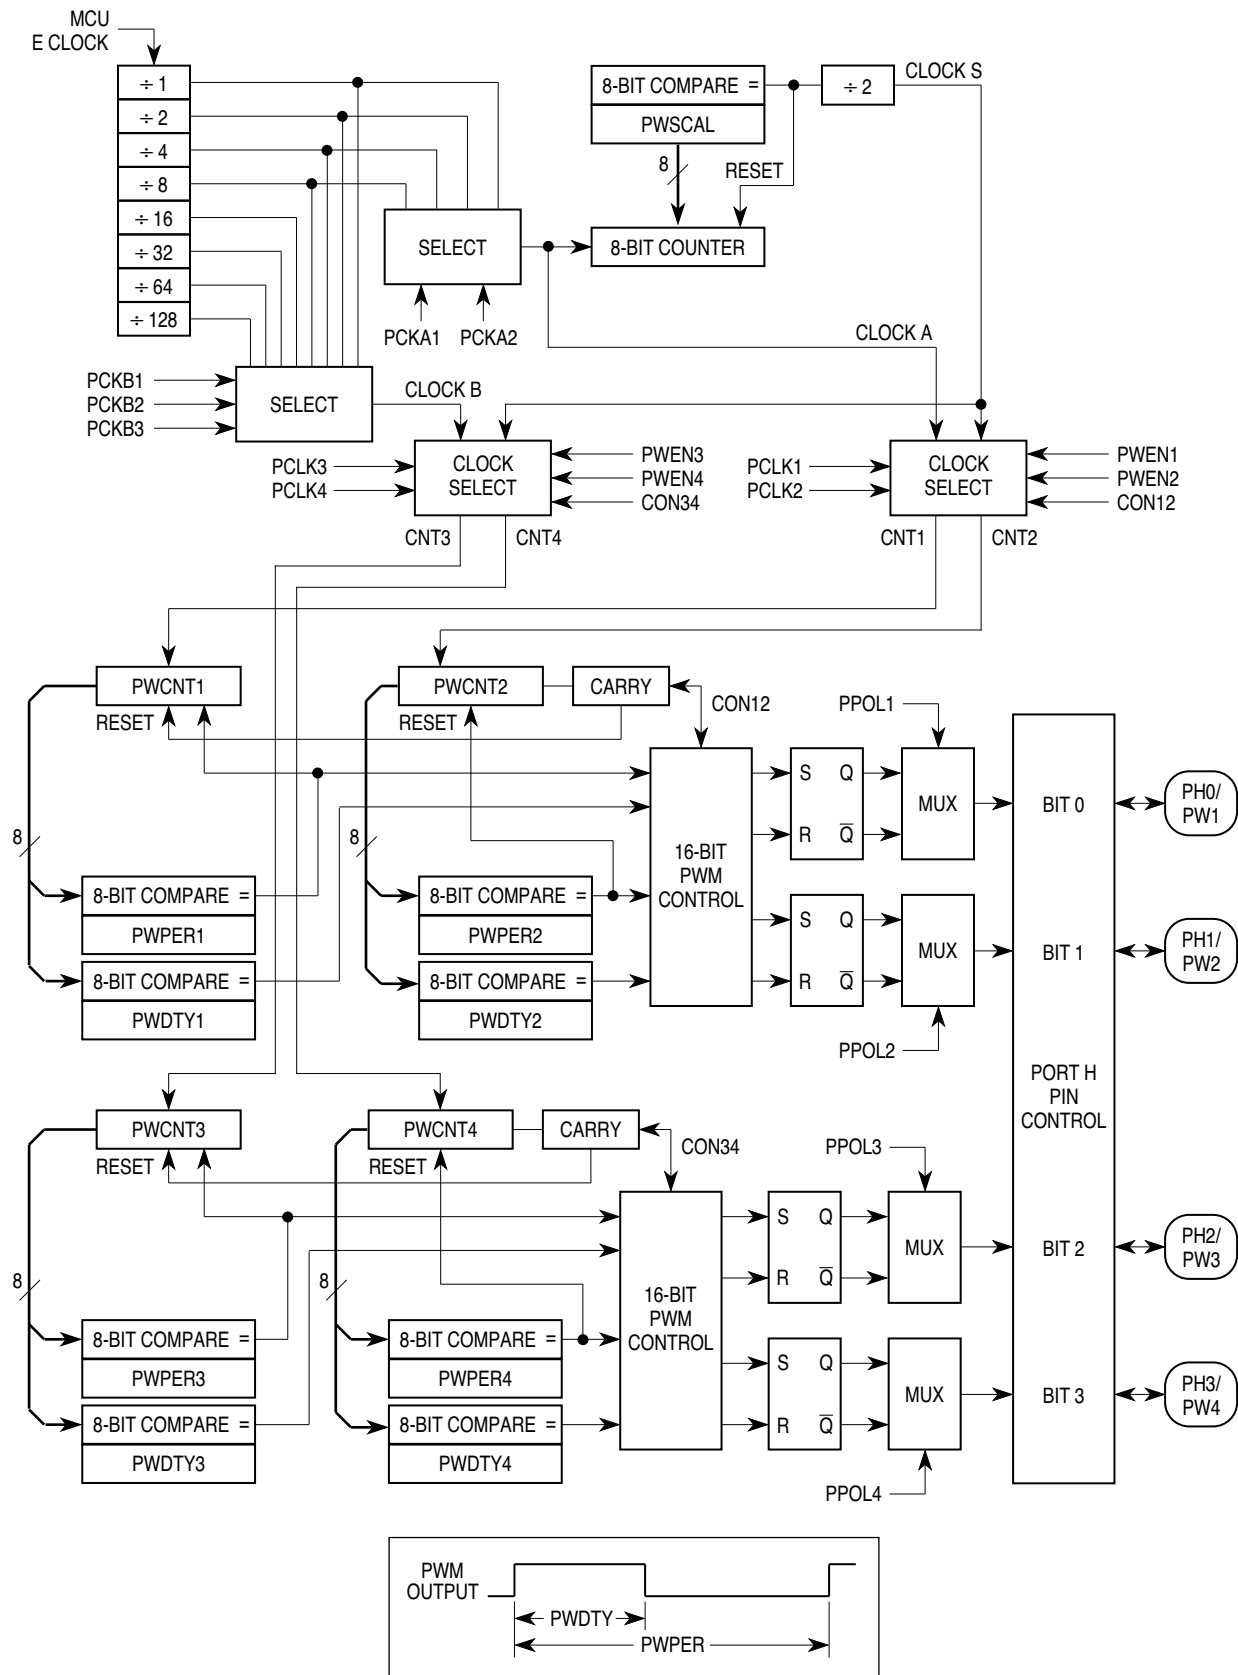 MCU
E CLOCK
÷ 1
÷ 2
÷ 4
÷ 8
÷ 16
÷ 32
÷ 64
÷ 128
SELECT
PCKA1
PCKA2
8-BIT COMPARE =
PWSCAL
8
RESET
8-BIT COUNTER
÷ 2
CLOCK S
CLOCK A
PCKB1
PCKB2
PCKB3
SELECT
CLOCK B
PCLK3
PCLK4
CLOCK
SELECT
PWEN3
PWEN4
CON34
CNT3
CNT4
PCLK1
PCLK2
CLOCK
SELECT
PWEN1
PWEN2
CON12
CNT1
CNT2
PWCNT1
RESET
8
8-BIT COMPARE =
PWPER1
8-BIT COMPARE =
PWDTY1
PWCNT2
RESET
CARRY
CON12
8
8-BIT COMPARE =
PWPER2
8-BIT COMPARE =
PWDTY2
16-BIT
PWM
CONTROL
S Q
R Q̅
S Q
R Q̅
PPOL1
MUX
MUX
PPOL2
BIT 0
BIT 1
PORT H
PIN
CONTROL
BIT 2
BIT 3
PH0/
PW1
PH1/
PW2
PH2/
PW3
PH3/
PW4
PWCNT3
RESET
8
8-BIT COMPARE =
PWPER3
8-BIT COMPARE =
PWDTY3
PWCNT4
RESET
CARRY
CON34
8
8-BIT COMPARE =
PWPER4
8-BIT COMPARE =
PWDTY4
16-BIT
PWM
CONTROL
S Q
R Q̅
S Q
R Q̅
PPOL3
MUX
MUX
PPOL4
PWM
OUTPUT
PWDTY
PWPER